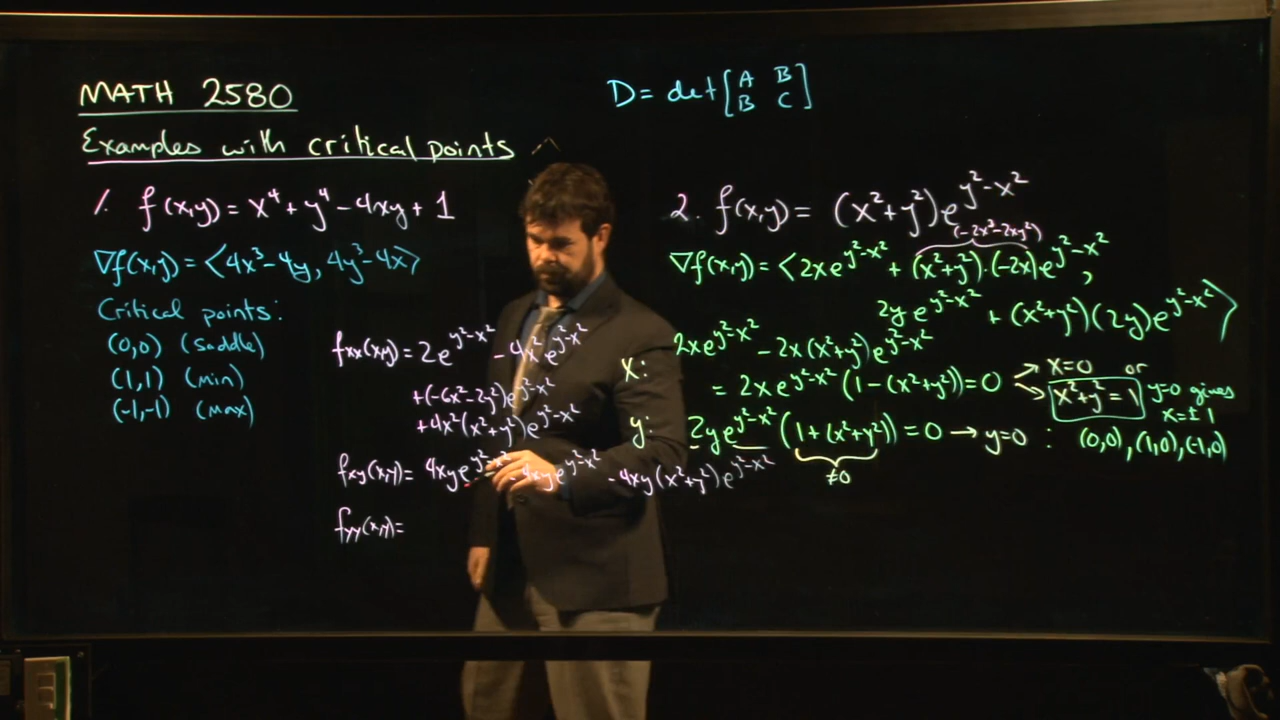 MATH 2580
Examples with critical points
1. f(x,y) = x⁴ + y⁴ - 4xy + 1
∇f(x,y) = ⟨4x³-4y, 4y³-4x⟩
Critical points:
(0,0) (saddle)
(1,1) (min)
(-1,-1) (max)
D = det [A B
B C]
2. f(x,y) = (x²+y²)e^{y²-x²}
(-2x³-2xy²)
∇f(x,y) = ⟨2xe^{y²-x²} + (x²+y²)·(-2x)e^{y²-x²},
2ye^{y²-x²} + (x²+y²)(2y)e^{y²-x²}⟩
x: 2xe^{y²-x²} - 2x(x²+y²)e^{y²-x²}
= 2xe^{y²-x²}(1-(x²+y²)) = 0 → x=0 or
→ x²+y²=1 y=0 gives
x=±1
y: 2ye^{y²-x²}(1+(x²+y²)) = 0 → y=0 : (0,0), (1,0), (-1,0)
≠0
fxx(x,y) = 2e^{y²-x²} - 4x²e^{y²-x²}
+(-6x²-2y²)e^{y²-x²}
+4x²(x²+y²)e^{y²-x²}
fxy(x,y) = 4xye^{y²-x²} - 4xye^{y²-x²} - 4xy(x²+y²)e^{y²-x²}
fyy(x,y) =